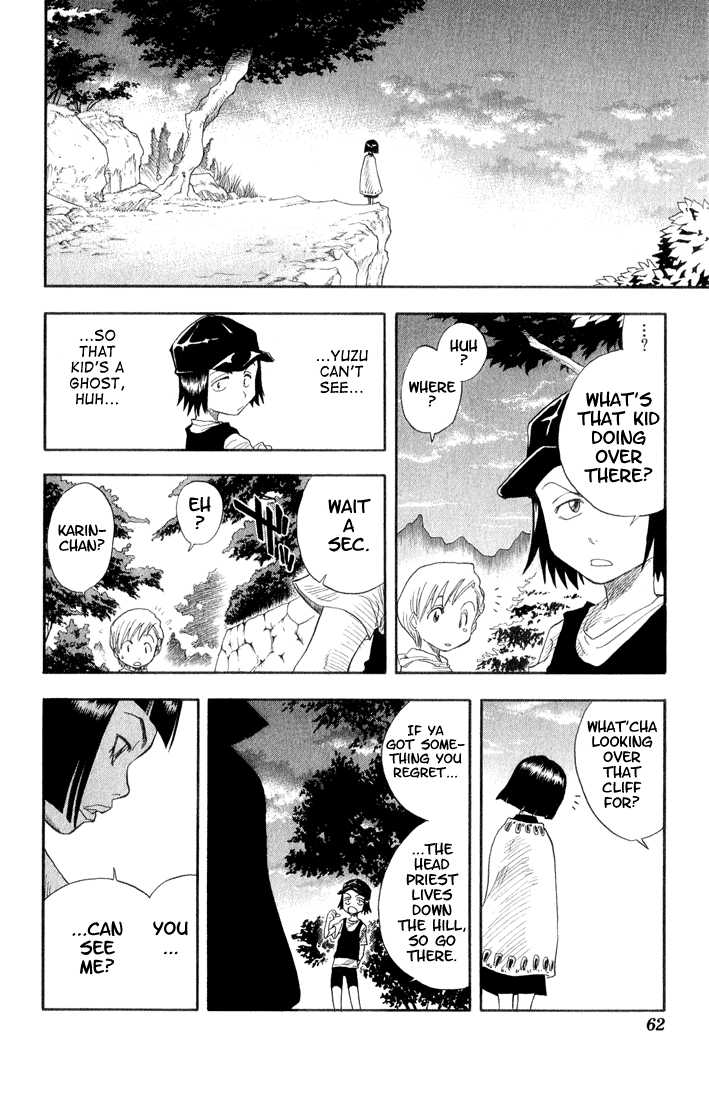 ...?
WHAT'S
THAT KID
DOING
OVER
THERE?
HUH
?
WHERE
?
...YUZU
CAN'T
SEE...
...SO
THAT
KID'S A
GHOST,
HUH...
WAIT
A
SEC.
EH
?
KARIN-
CHAN?
WHAT'CHA
LOOKING
OVER
THAT
CLIFF
FOR?
IF YA
GOT SOME-
THING YOU
REGRET...
...THE
HEAD
PRIEST
LIVES
DOWN
THE HILL,
SO GO
THERE.
YOU
...
...CAN
SEE
ME?
62